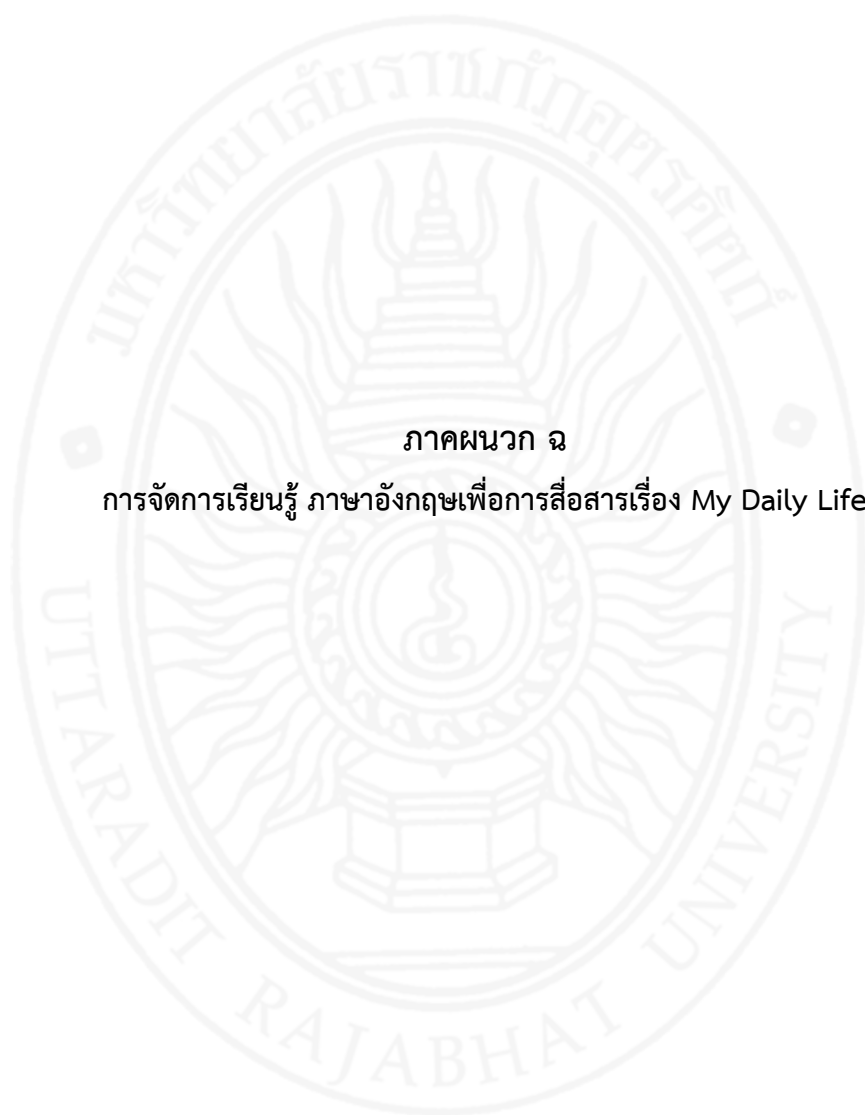 มหาวิทยาลัยราชภัฏอุตรดิตถ์
ภาคผนวก ฉ
การจัดการเรียนรู้ ภาษาอังกฤษเพื่อการสื่อสารเรื่อง My Daily Life
UTTARADIT RAJABHAT UNIVERSITY